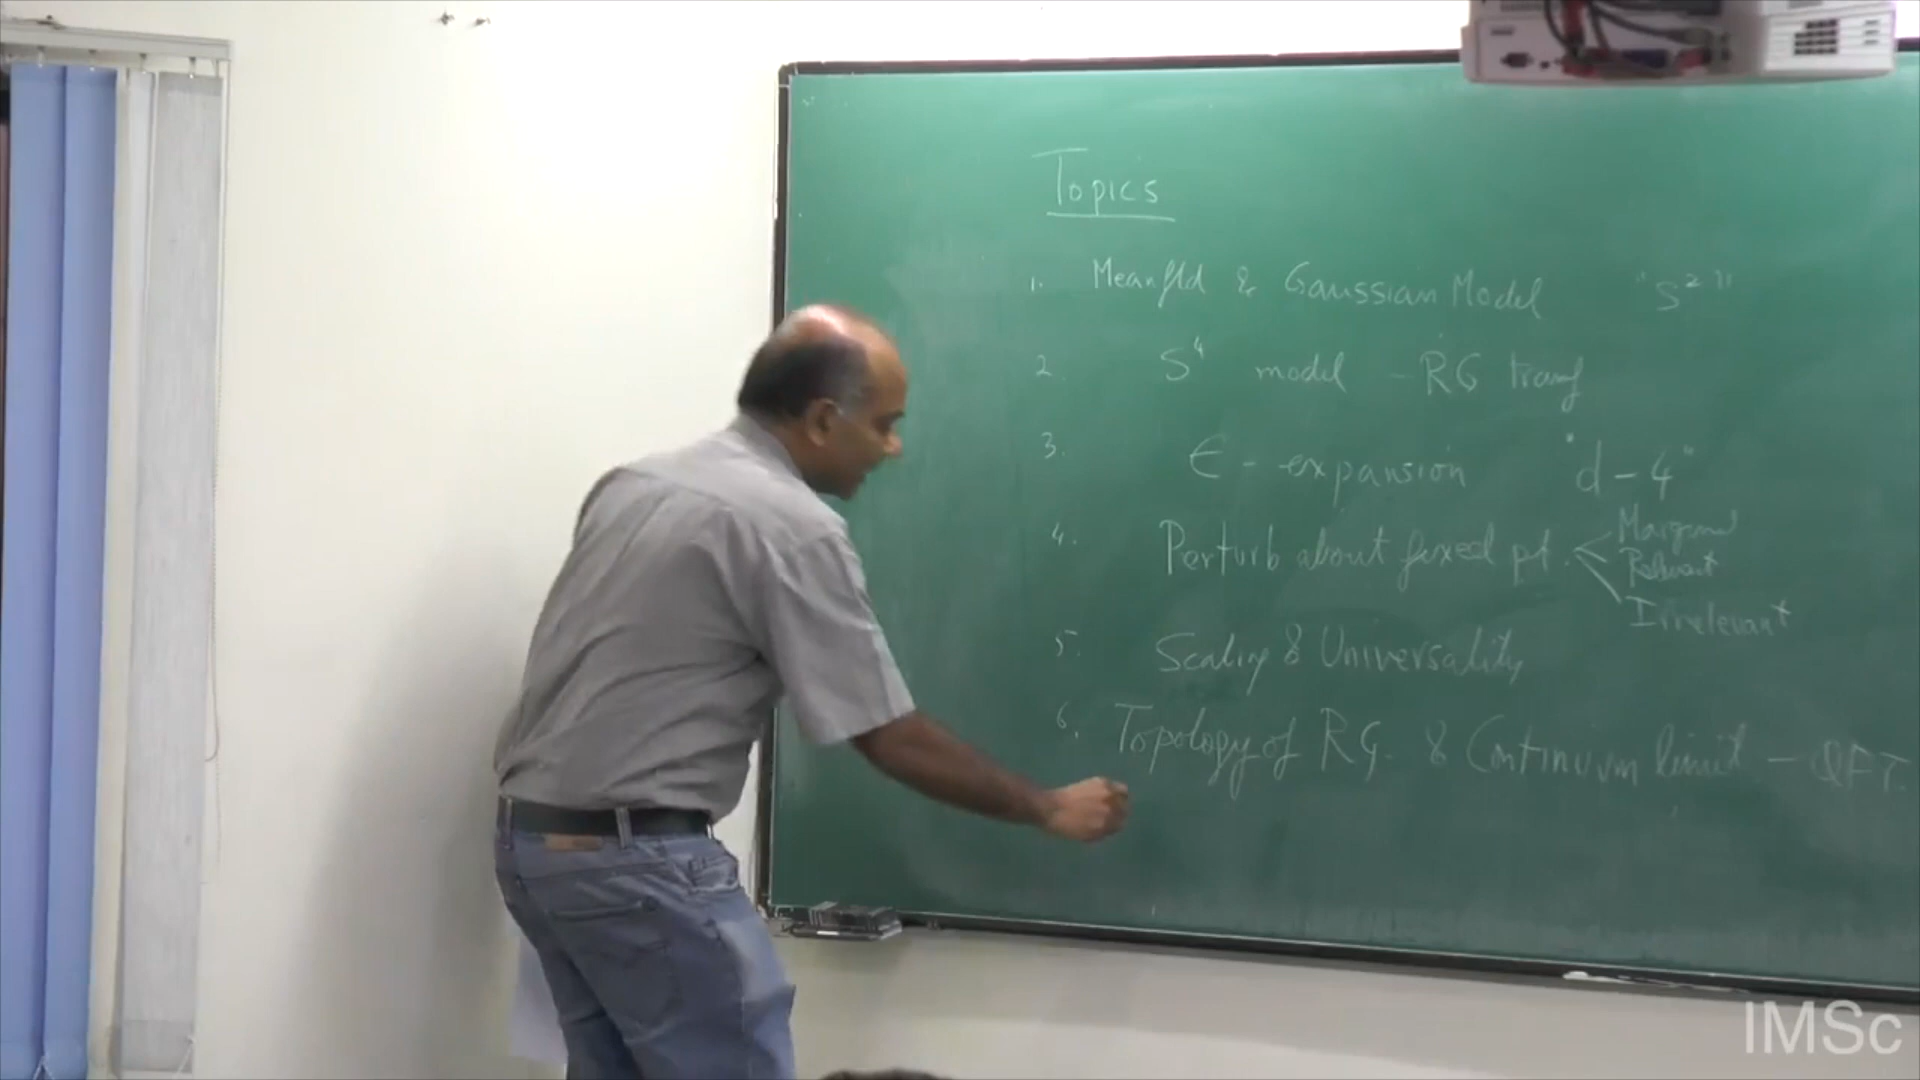 Topics
1. Meanfld & Gaussian Model "S²"
2. S⁴ model - RG transf
3. ϵ - expansion "d-4"
4. Perturb about fixed pt.
Marginal
Relevant
Irrelevant
5. Scaling & Universality
6. Topology of RG. & Continuum limit - QFT.
IMSc